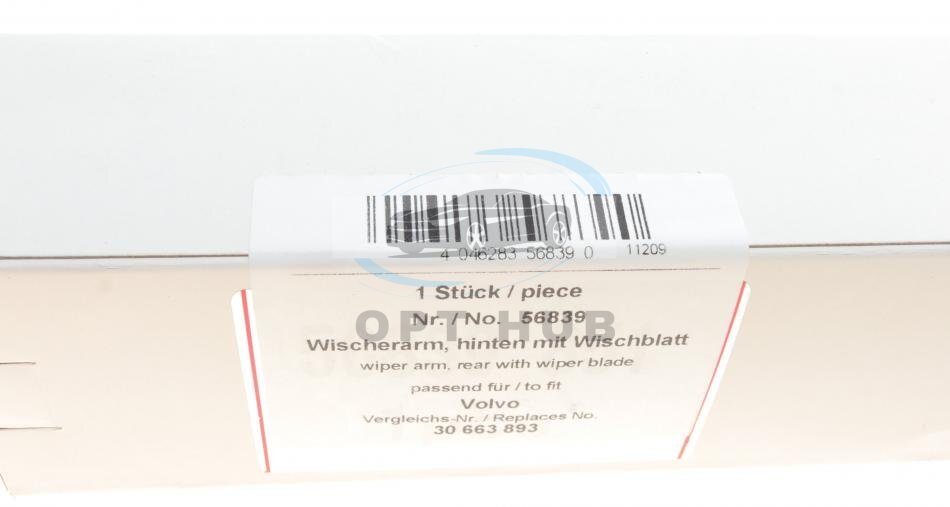 4 046283 56839 0 11209
1 Stück / piece
Nr. / No. 56839
OPT HUB
Wischerarm, hinten mit Wischblatt
wiper arm, rear with wiper blade
passend für / to fit
Volvo
Vergleichs-Nr. / Replaces No.
30 663 893